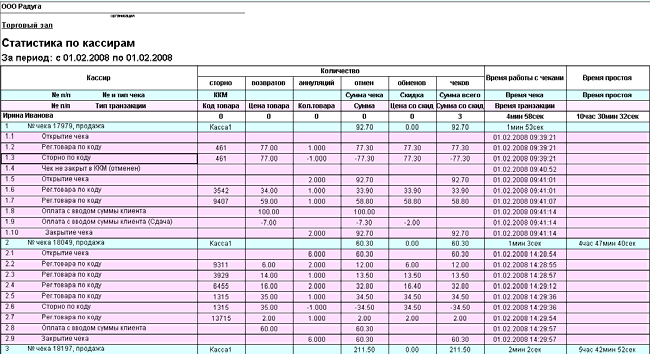 ООО Радуга
организация
Торговый зал
Статистика по кассирам
За период: с 01.02.2008 по 01.02.2008
Кассир Количество Время работы с чеками Время простоя
сторно возвратов аннуляций отмен обменов чеков
№ п/п № и тип чека ККМ Сумма чека Скидка Сумма всего Время чека Время простоя
№ п/п Тип транзакции Код товара Цена товара Кол.товара Сумма Цена со скид Сумма со скид Время транзакции
Ирина Иванова 0 0 0 0 0 3 4мин 58сек 10час 30мин 32сек
1 № чека 17979, продажа Касса1 92.70 0.00 92.70 1мин 53сек
1.1 Открытие чека 01.02.2008 09:39:21
1.2 Рег.товара по коду 461 77.00 1.000 77.30 77.30 77.30 01.02.2008 09:39:21
1.3 Сторно по коду 461 77.00 -1.000 -77.30 77.30 -77.30 01.02.2008 09:39:21
1.4 Чек не закрыт в ККМ (отменен) 01.02.2008 09:40:52
1.5 Открытие чека 2.000 92.70 92.70 01.02.2008 09:41:01
1.6 Рег.товара по коду 3542 34.00 1.000 33.90 33.90 33.90 01.02.2008 09:41:01
1.7 Рег.товара по коду 9407 59.00 1.000 58.80 58.80 58.80 01.02.2008 09:41:07
1.8 Оплата с вводом суммы клиента 100.00 100.00 01.02.2008 09:41:14
1.9 Оплата с вводом суммы клиента (Сдача) -7.00 -7.30 -2.00 01.02.2008 09:41:14
1.10 Закрытие чека 2.000 92.70 92.70 01.02.2008 09:41:14
2 № чека 18049, продажа Касса1 60.30 0.00 60.30 1мин 3сек 4час 47мин 40сек
2.1 Открытие чека 6.000 60.30 60.30 01.02.2008 14:28:54
2.2 Рег.товара по коду 9311 6.00 2.000 12.00 6.00 12.00 01.02.2008 14:28:55
2.3 Рег.товара по коду 3929 14.00 1.000 13.50 13.50 13.50 01.02.2008 14:28:57
2.4 Рег.товара по коду 6455 16.00 2.000 32.80 16.40 32.80 01.02.2008 14:29:12
2.5 Рег.товара по коду 1315 35.00 1.000 34.50 34.50 34.50 01.02.2008 14:29:36
2.6 Сторно по коду 1315 35.00 -1.000 -34.50 34.50 -34.50 01.02.2008 14:29:36
2.7 Рег.товара по коду 13715 2.00 1.000 2.00 2.00 2.00 01.02.2008 14:29:54
2.8 Оплата с вводом суммы клиента 60.00 60.30 01.02.2008 14:29:57
2.9 Закрытие чека 6.000 60.30 60.30 01.02.2008 14:29:57
3 № чека 18197, продажа Касса1 211.50 0.00 211.50 2мин 2сек 5час 42мин 52сек